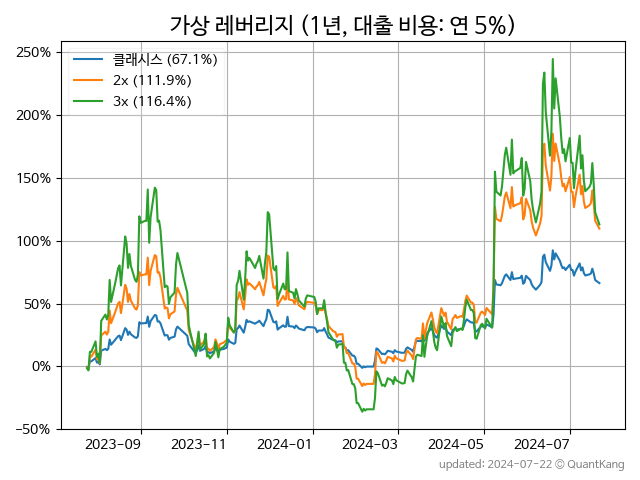 가상 레버리지 (1년, 대출 비용: 연 5%)
250%
200%
150%
100%
50%
0%
−50%
클래시스 (67.1%)
2x (111.9%)
3x (116.4%)
2023-09
2023-11
2024-01
2024-03
2024-05
2024-07
updated: 2024-07-22 © QuantKang